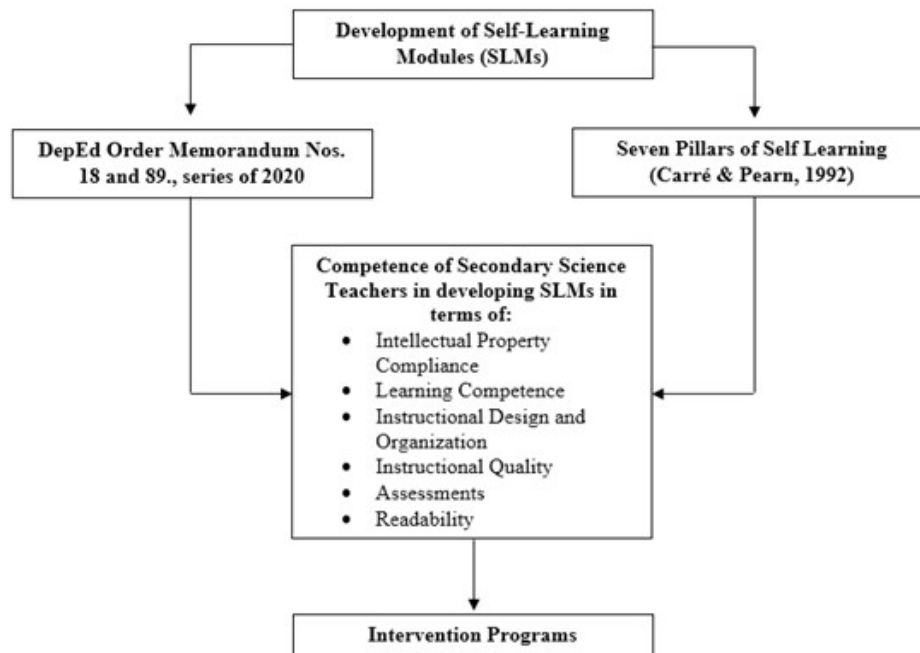 Development of Self-Learning
Modules (SLMs)
DepEd Order Memorandum Nos.
18 and 89., series of 2020
Seven Pillars of Self Learning
(Carré & Pearn, 1992)
Competence of Secondary Science
Teachers in developing SLMs in
terms of:
• Intellectual Property
Compliance
• Learning Competence
• Instructional Design and
Organization
• Instructional Quality
• Assessments
• Readability
Intervention Programs